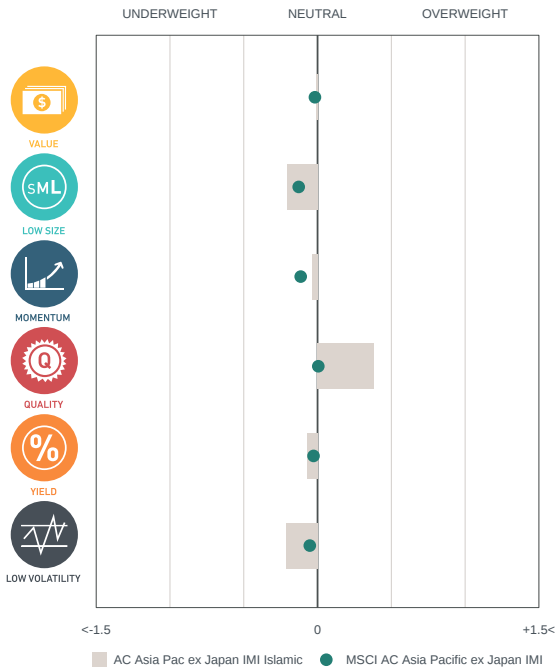 UNDERWEIGHT NEUTRAL OVERWEIGHT
$
VALUE
SML
LOW SIZE
MOMENTUM
Q
QUALITY
%
YIELD
LOW VOLATILITY
<-1.5 0 +1.5<
AC Asia Pac ex Japan IMI Islamic MSCI AC Asia Pacific ex Japan IMI